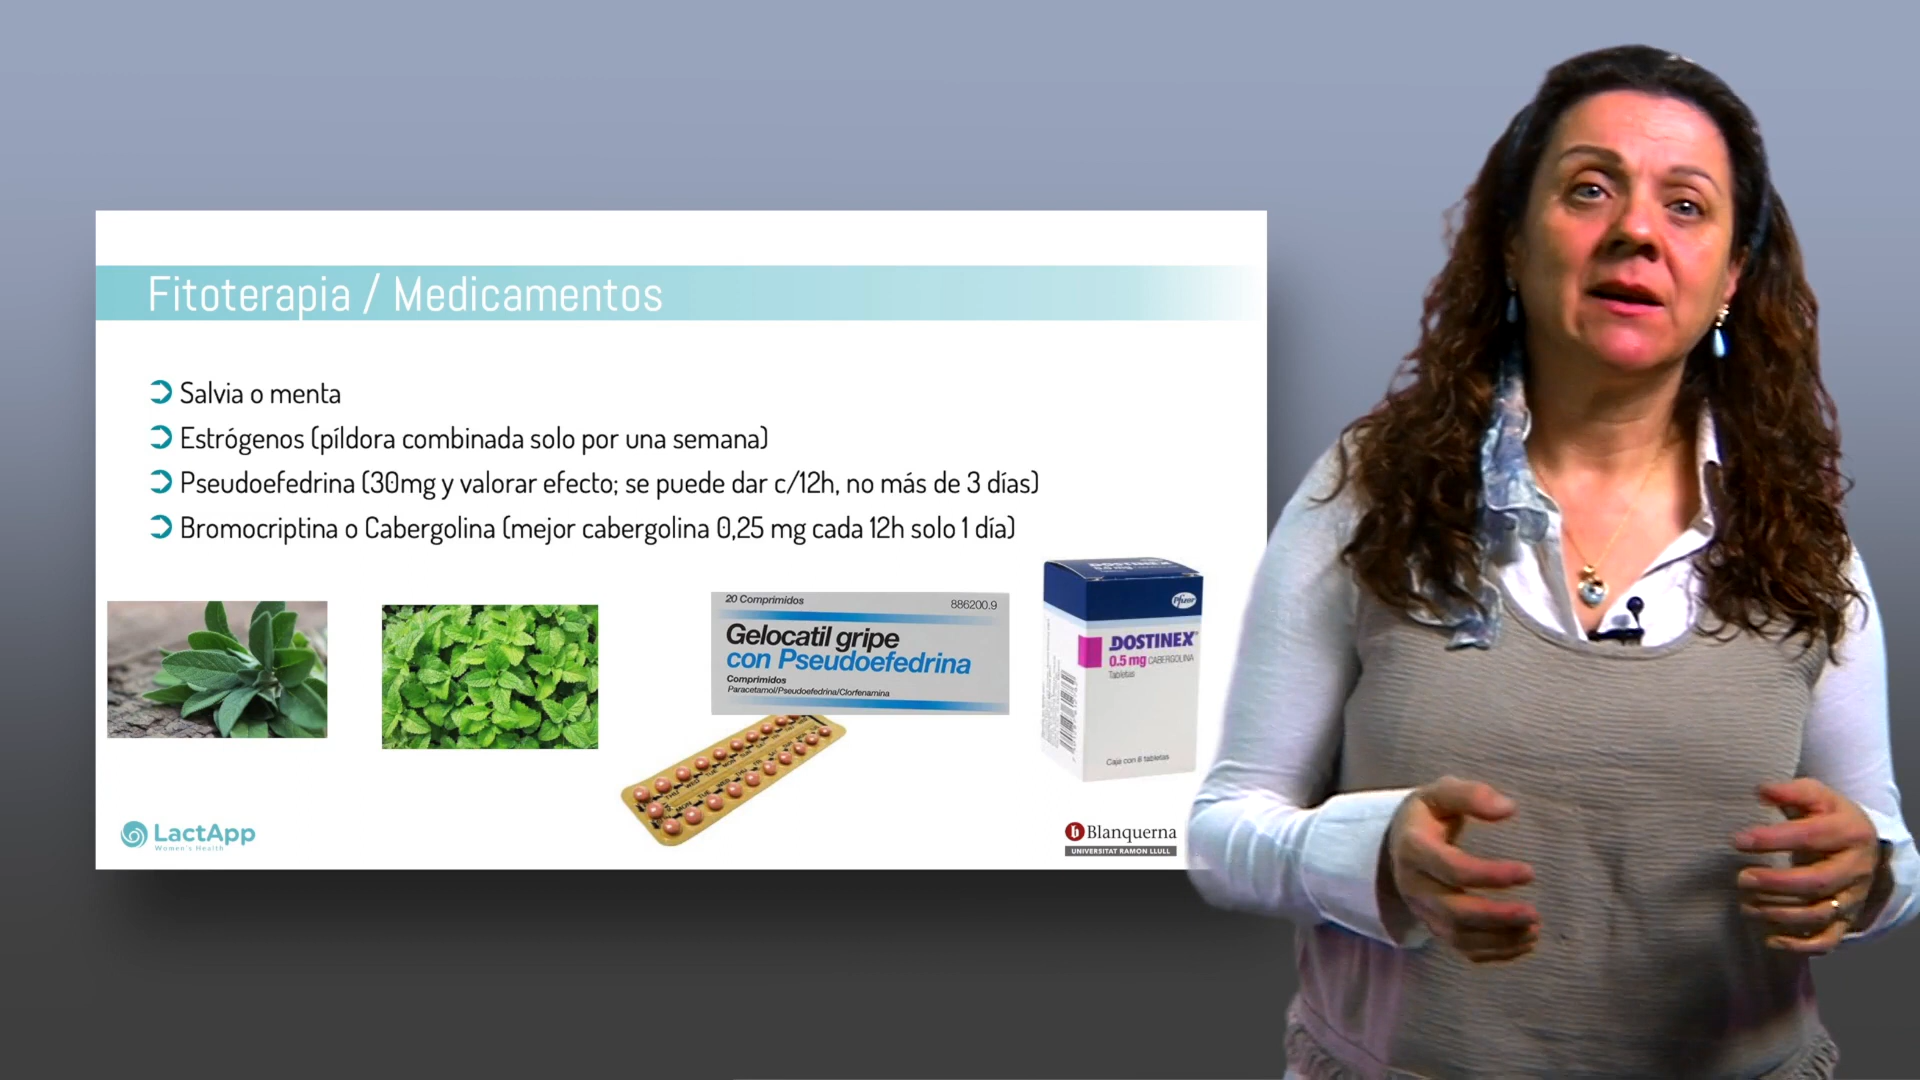 Fitoterapia / Medicamentos
Salvia o menta
Estrógenos (píldora combinada solo por una semana)
Pseudoefedrina (30mg y valorar efecto; se puede dar c/12h, no más de 3 días)
Bromocriptina o Cabergolina (mejor cabergolina 0,25 mg cada 12h solo 1 día)
20 Comprimidos
886200.9
Gelocatil gripe
con Pseudoefedrina
Comprimidos
Paracetamol/Pseudoefedrina/Clorfenamina
Pfizer
DOSTINEX
0.5 mg CABERGOLINA
Tabletas
Caja con 8 tabletas
LactApp
Women's Health
b Blanquerna
UNIVERSITAT RAMON LLULL